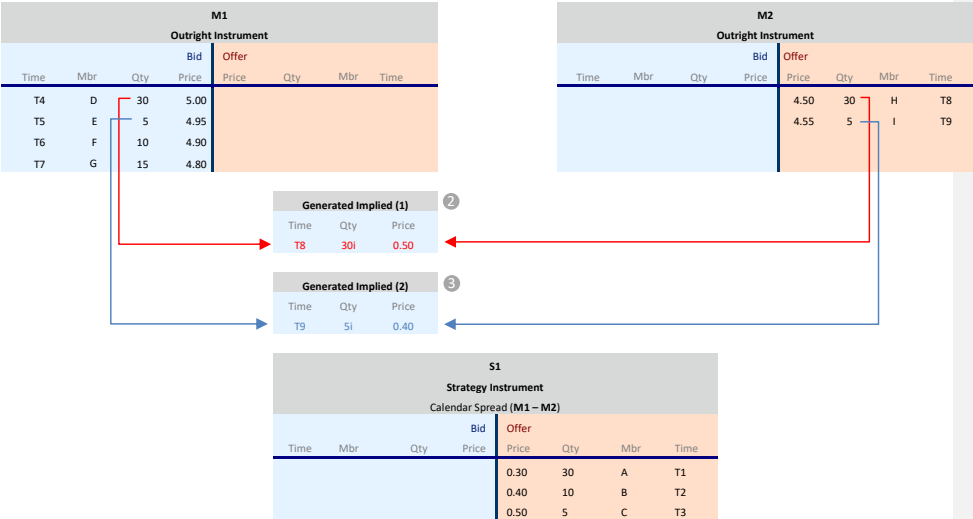 M1
Outright Instrument
Bid Offer
Time Mbr Qty Price Price Qty Mbr Time
T4 D 30 5.00
T5 E 5 4.95
T6 F 10 4.90
T7 G 15 4.80
M2
Outright Instrument
Bid Offer
Time Mbr Qty Price Price Qty Mbr Time
4.50 30 H T8
4.55 5 I T9
Generated Implied (1) 2
Time Qty Price
T8 30i 0.50
Generated Implied (2) 3
Time Qty Price
T9 5i 0.40
S1
Strategy Instrument
Calendar Spread (M1 – M2)
Bid Offer
Time Mbr Qty Price Price Qty Mbr Time
0.30 30 A T1
0.40 10 B T2
0.50 5 C T3